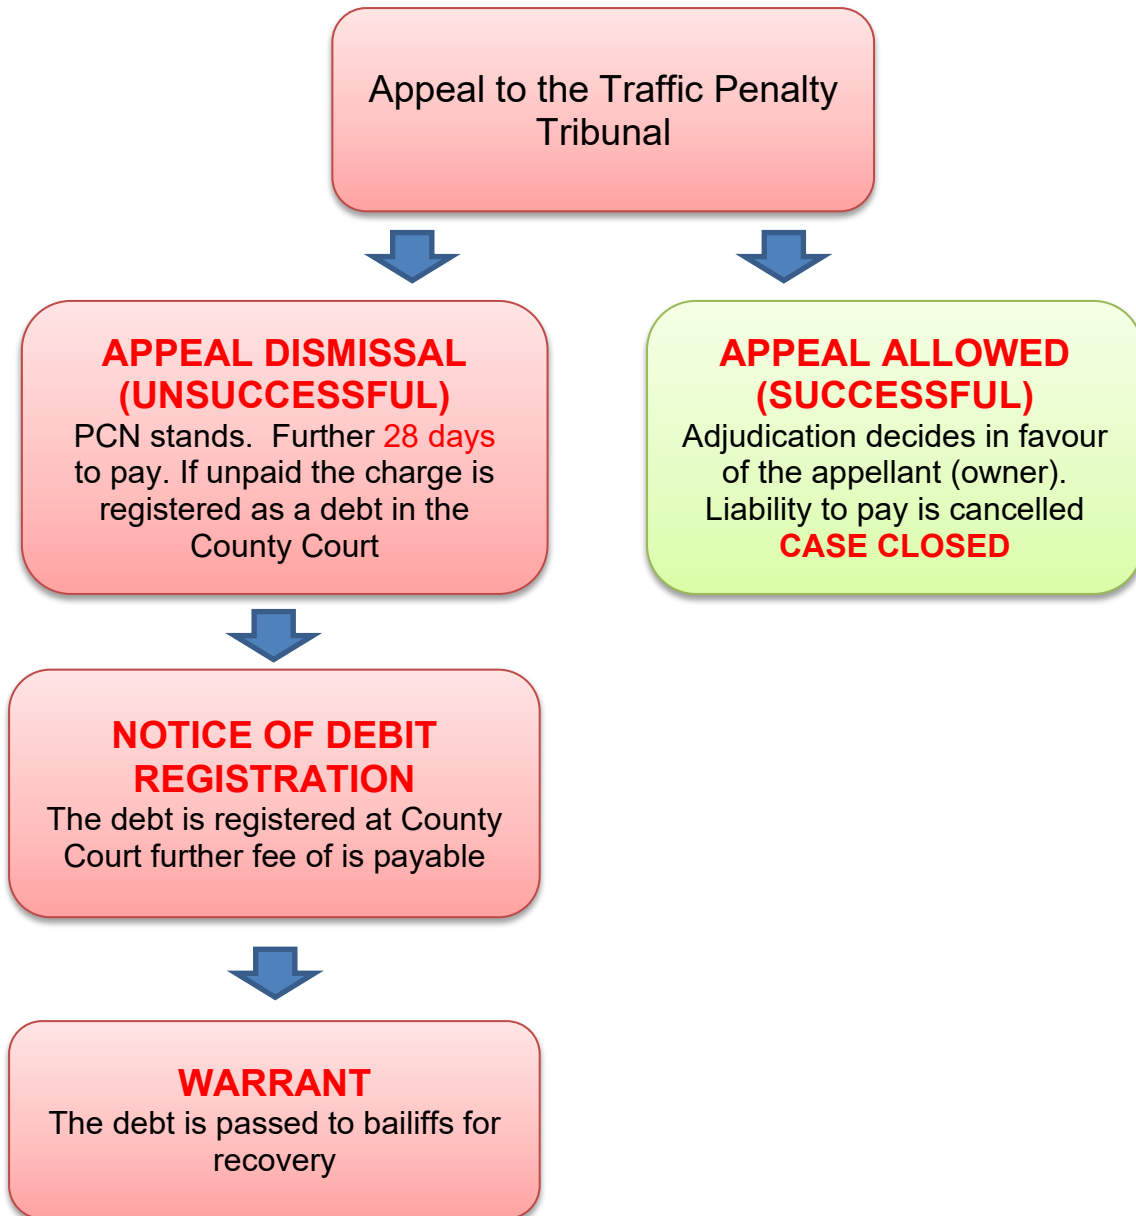 Appeal to the Traffic Penalty
Tribunal
APPEAL DISMISSAL
(UNSUCCESSFUL)
PCN stands.  Further 28 days
to pay. If unpaid the charge is
registered as a debt in the
County Court
APPEAL ALLOWED
(SUCCESSFUL)
Adjudication decides in favour
of the appellant (owner).
Liability to pay is cancelled
CASE CLOSED
NOTICE OF DEBIT
REGISTRATION
The debt is registered at County
Court further fee of is payable
WARRANT
The debt is passed to bailiffs for
recovery